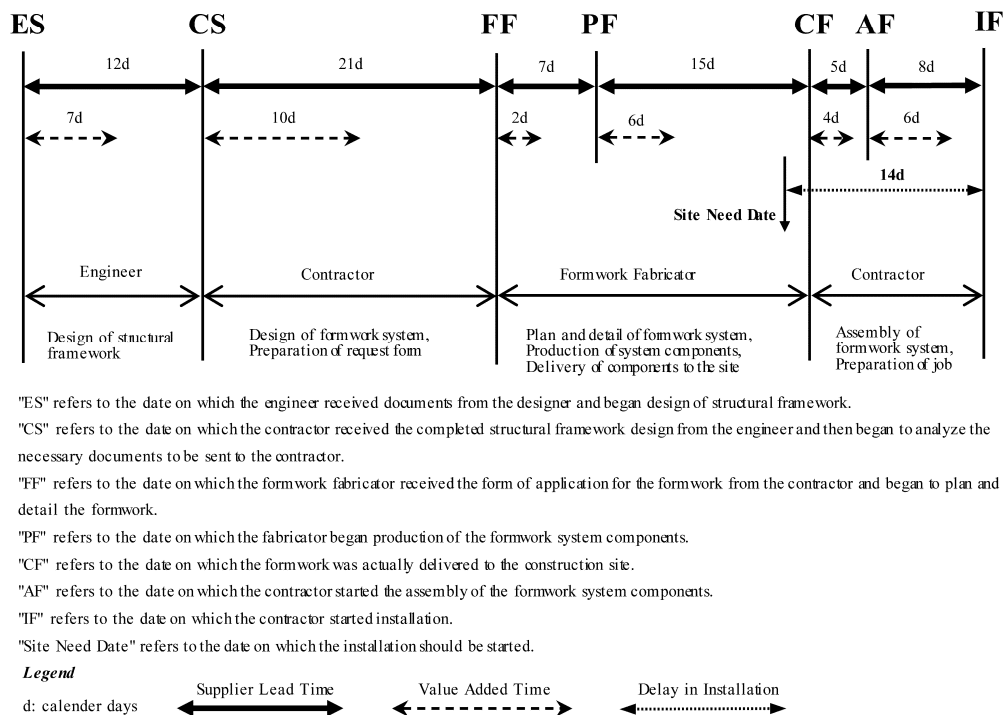 ES CS FF PF CF AF IF
12d 21d 7d 15d 5d 8d
7d 10d 2d 6d 4d 6d
14d
Site Need Date
Engineer Contractor Formwork Fabricator Contractor
Design of structural
framework
Design of formwork system,
Preparation of request form
Plan and detail of formwork system,
Production of system components,
Delivery of components to the site
Assembly of
formwork system,
Preparation of job
"ES" refers to the date on which the engineer received documents from the designer and began design of structural framework.
"CS" refers to the date on which the contractor received the completed structural framework design from the engineer and then began to analyze the
necessary documents to be sent to the contractor.
"FF" refers to the date on which the formwork fabricator received the form of application for the formwork from the contractor and began to plan and
detail the formwork.
"PF" refers to the date on which the fabricator began production of the formwork system components.
"CF" refers to the date on which the formwork was actually delivered to the construction site.
"AF" refers to the date on which the contractor started the assembly of the formwork system components.
"IF" refers to the date on which the contractor started installation.
"Site Need Date" refers to the date on which the installation should be started.
Legend
d: calender days Supplier Lead Time Value Added Time Delay in Installation